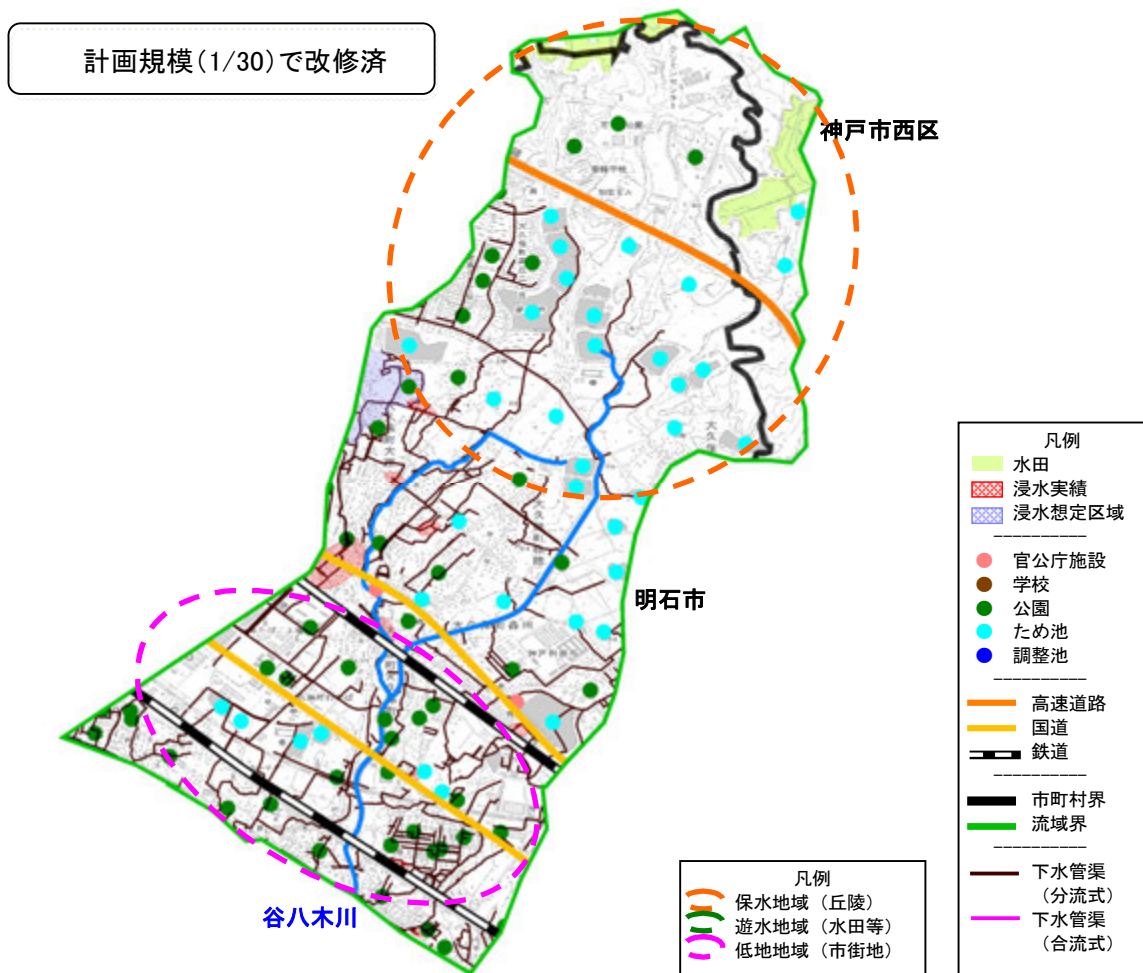 計画規模(1/30)で改修済
神戸市西区
明石市
谷八木川
凡例
水田
浸水実績
浸水想定区域
----------
官公庁施設
学校
公園
ため池
調整池
----------
高速道路
国道
鉄道
----------
市町村界
流域界
----------
下水管渠
(分流式)
下水管渠
(合流式)
凡例
保水地域(丘陵)
遊水地域(水田等)
低地地域(市街地)